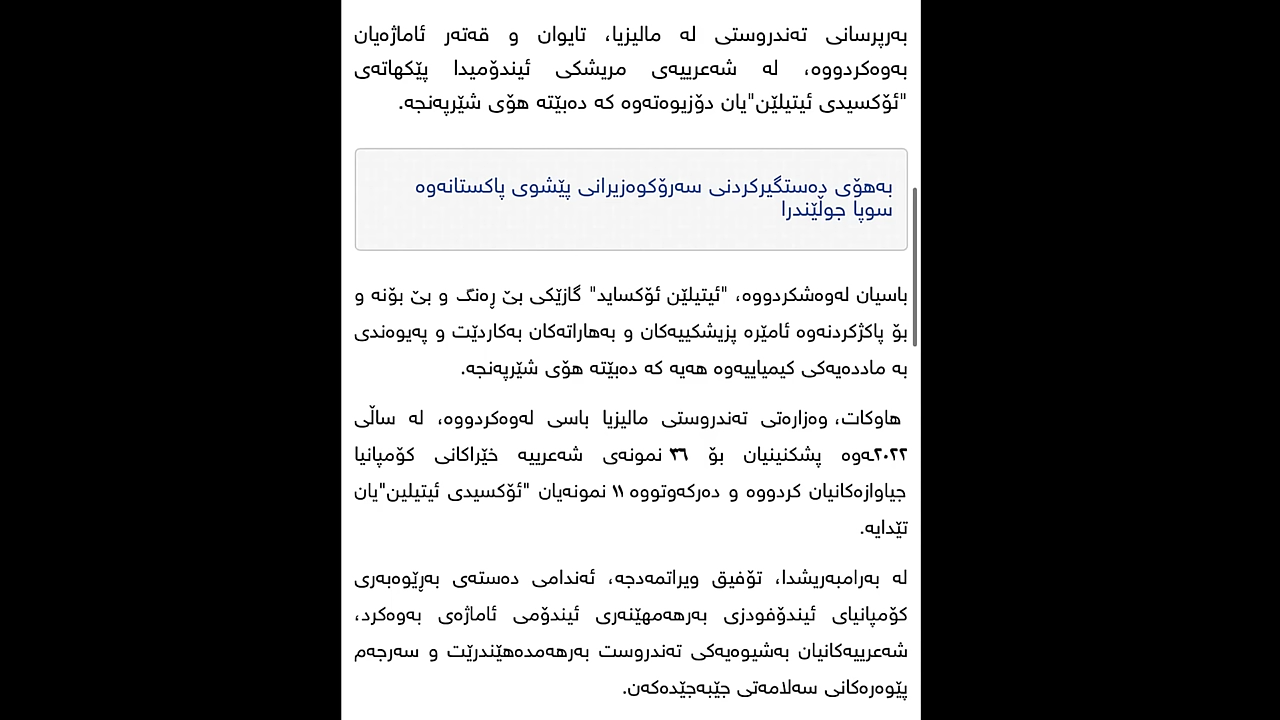 بەرپرسانی تەندروستی لە مالیزیا، تایوان و قەتەر ئاماژەیان
بەوەکردووە، لە شەعرییەی مریشکی ئیندۆمیدا پێکهاتەی
"ئۆکسیدی ئیتیلێن"یان دۆزیوەتەوە کە دەبێتە هۆی شێرپەنجە.
بەهۆی دەستگیرکردنی سەرۆکوەزیرانی پێشوی پاکستانەوە
سوپا جوڵێندرا
باسیان لەوەشکردووە، "ئیتیلێن ئۆکساید" گازێکی بێ ڕەنگ و بێ بۆنە و
بۆ پاکژکردنەوە ئامێرە پزیشکییەکان و بەهاراتەکان بەکاردێت و پەیوەندی
بە ماددەیەکی کیمیاییەوە هەیە کە دەبێتە هۆی شێرپەنجە.
هاوکات، وەزارەتی تەندروستی مالیزیا باسی لەوەکردووە، لە ساڵی
٢٠٢٢ـەوە پشکنینیان بۆ ٣٦ نمونەی شەعرییە خێراکانی کۆمپانیا
جیاوازەکانیان کردووە و دەرکەوتووە ١١ نمونەیان "ئۆکسیدی ئیتیلین"یان
تێدایە.
لە بەرامبەریشدا، تۆفیق ویراتمەدجە، ئەندامی دەستەی بەڕێوەبەری
کۆمپانیای ئیندۆفودزی بەرهەمهێنەری ئیندۆمی ئاماژەی بەوەکرد،
شەعرییەکانیان بەشیوەیەکی تەندروست بەرهەمدەهێندرێت و سەرجەم
پێوەرەکانی سەلامەتی جێبەجێدەکەن.